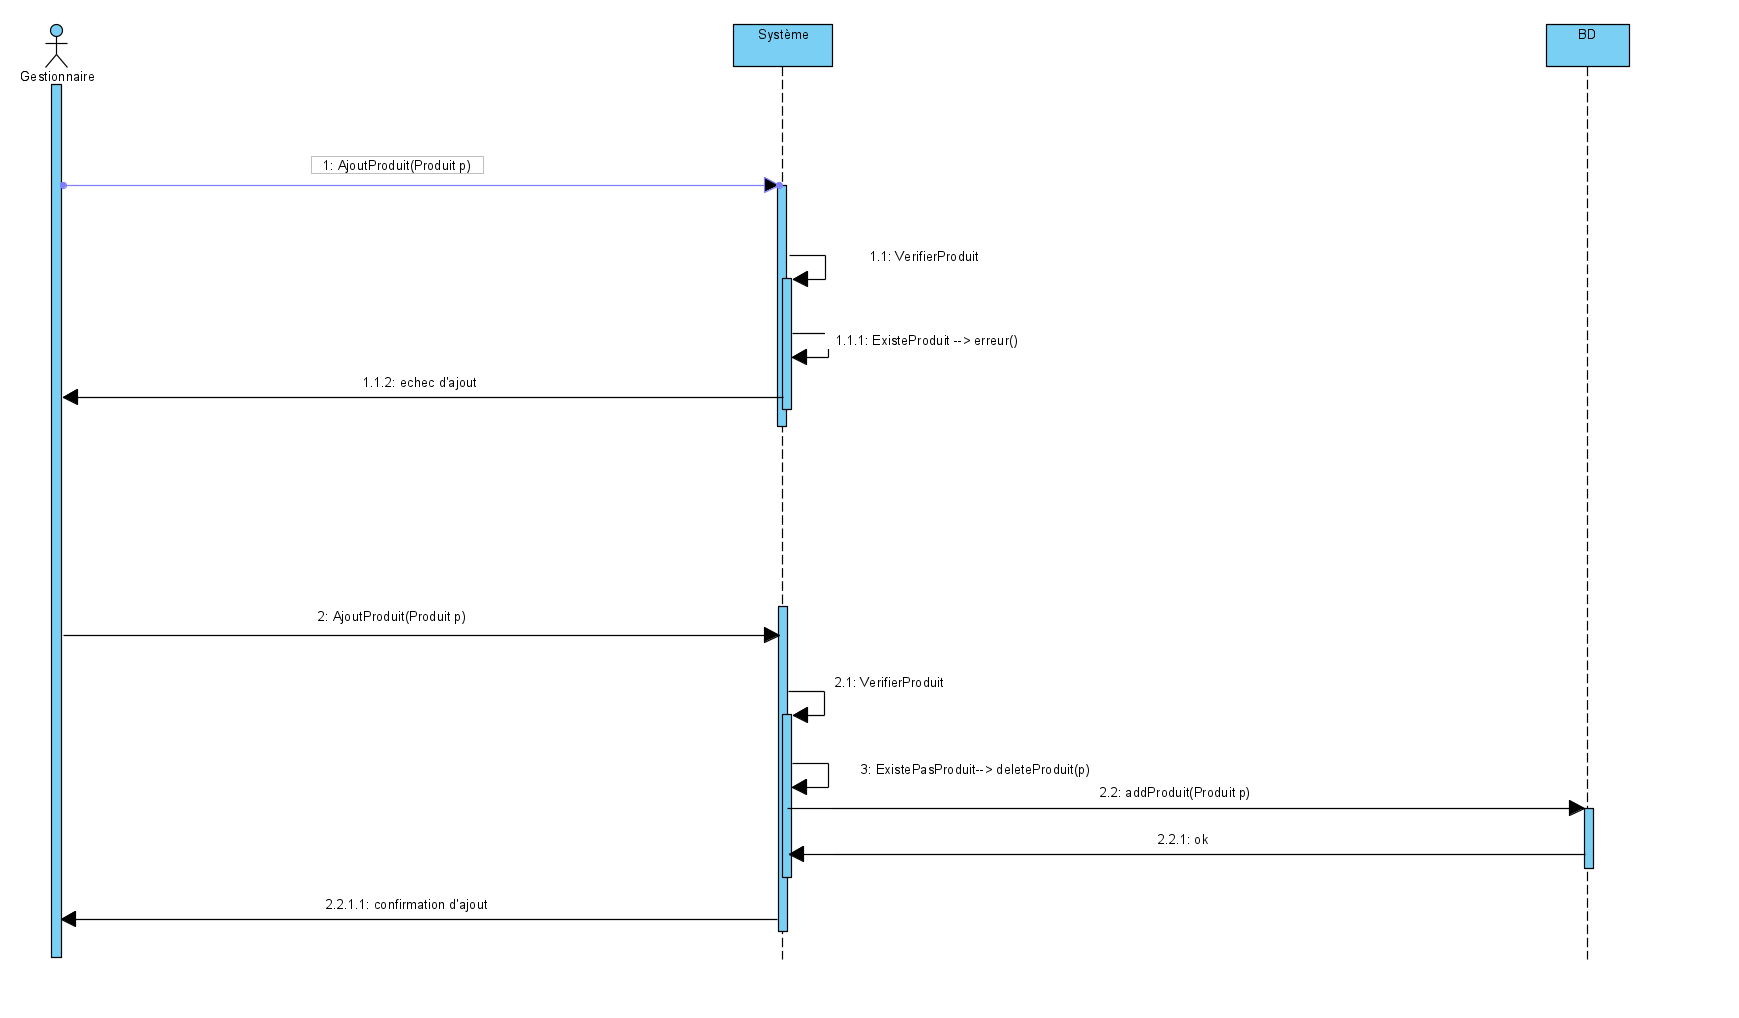 Gestionnaire
Système
BD
1: AjoutProduit(Produit p)
1.1: VerifierProduit
1.1.1: ExisteProduit --> erreur()
1.1.2: echec d'ajout
2: AjoutProduit(Produit p)
2.1: VerifierProduit
3: ExistePasProduit--> deleteProduit(p)
2.2: addProduit(Produit p)
2.2.1: ok
2.2.1.1: confirmation d'ajout